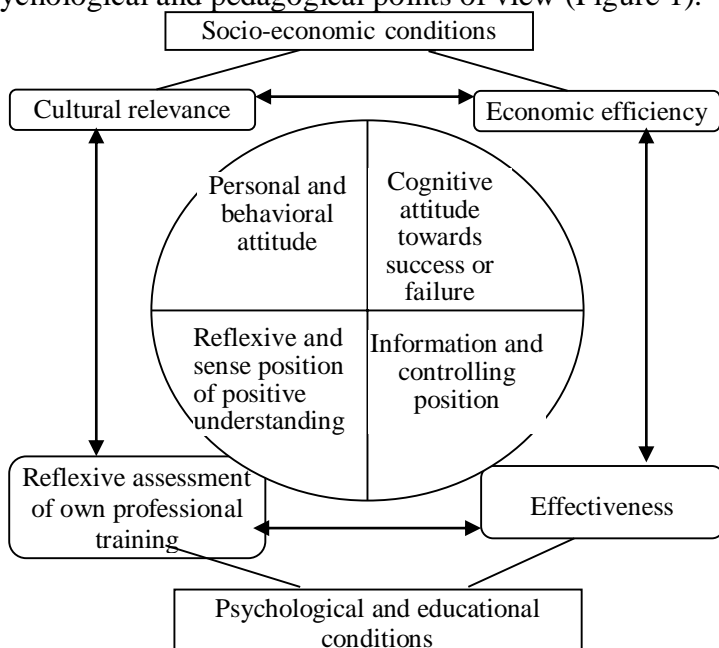 ychological and pedagogical points of view (Figure 1).
Socio-economic conditions
Cultural relevance
Economic efficiency
Personal and
behavioral
attitude
Cognitive
attitude
towards
success or
failure
Reflexive and
sense position
of positive
understanding
Information and
controlling
position
Reflexive assessment
of own professional
training
Effectiveness
Psychological and educational
conditions